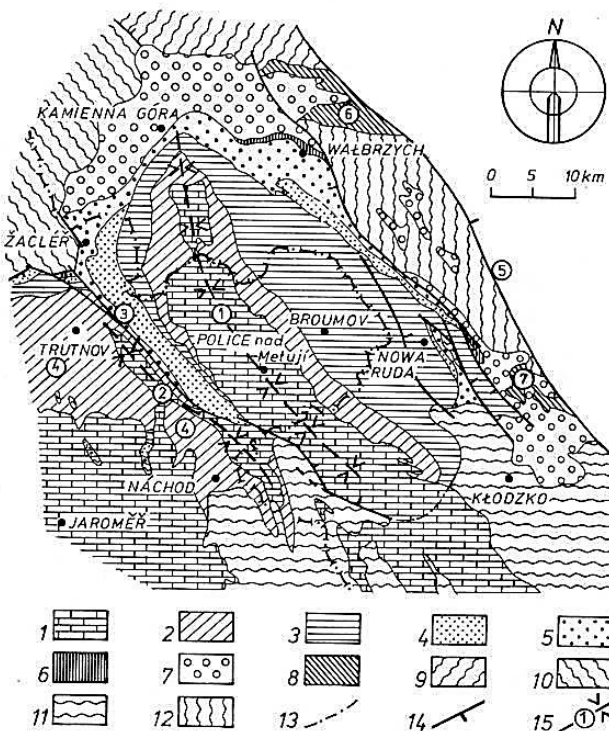 N
KAMIENNA GÓRA
6
WAŁBRZYCH
0 5 10 km
ŽACLÉŘ
5
3
1
BROUMOV
TRUTNOV
POLICE nad
Metují
NOWA
RUDA
4
2
7
4
NÁCHOD
KŁODZKO
JAROMĚŘ
1 2 3 4 5
6 7 8 9 10
11 12 13 14 15 1